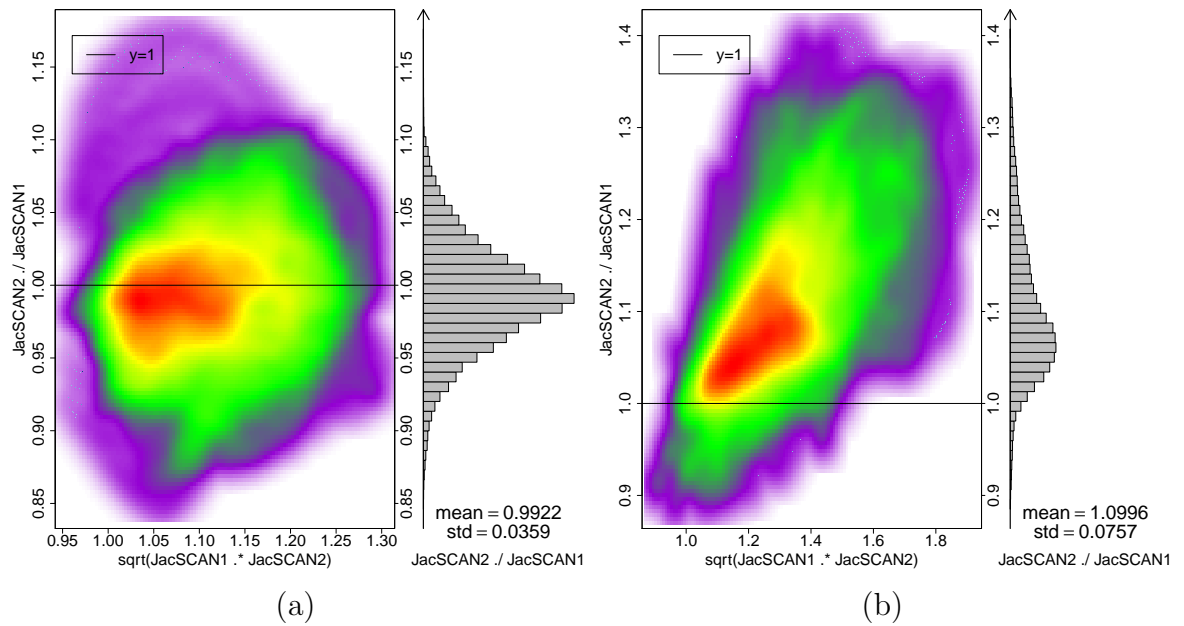 y=1
JacSCAN2 ./ JacSCAN1
0.85
0.90
0.95
1.00
1.05
1.10
1.15
0.95
1.00
1.05
1.10
1.15
1.20
1.25
1.30
sqrt(JacSCAN1 .* JacSCAN2)
0.85
0.90
0.95
1.00
1.05
1.10
1.15
mean = 0.9922
std = 0.0359
JacSCAN2 ./ JacSCAN1
(a)
y=1
JacSCAN2 ./ JacSCAN1
0.9
1.0
1.1
1.2
1.3
1.4
1.0
1.2
1.4
1.6
1.8
sqrt(JacSCAN1 .* JacSCAN2)
0.9
1.0
1.1
1.2
1.3
1.4
mean = 1.0996
std = 0.0757
JacSCAN2 ./ JacSCAN1
(b)